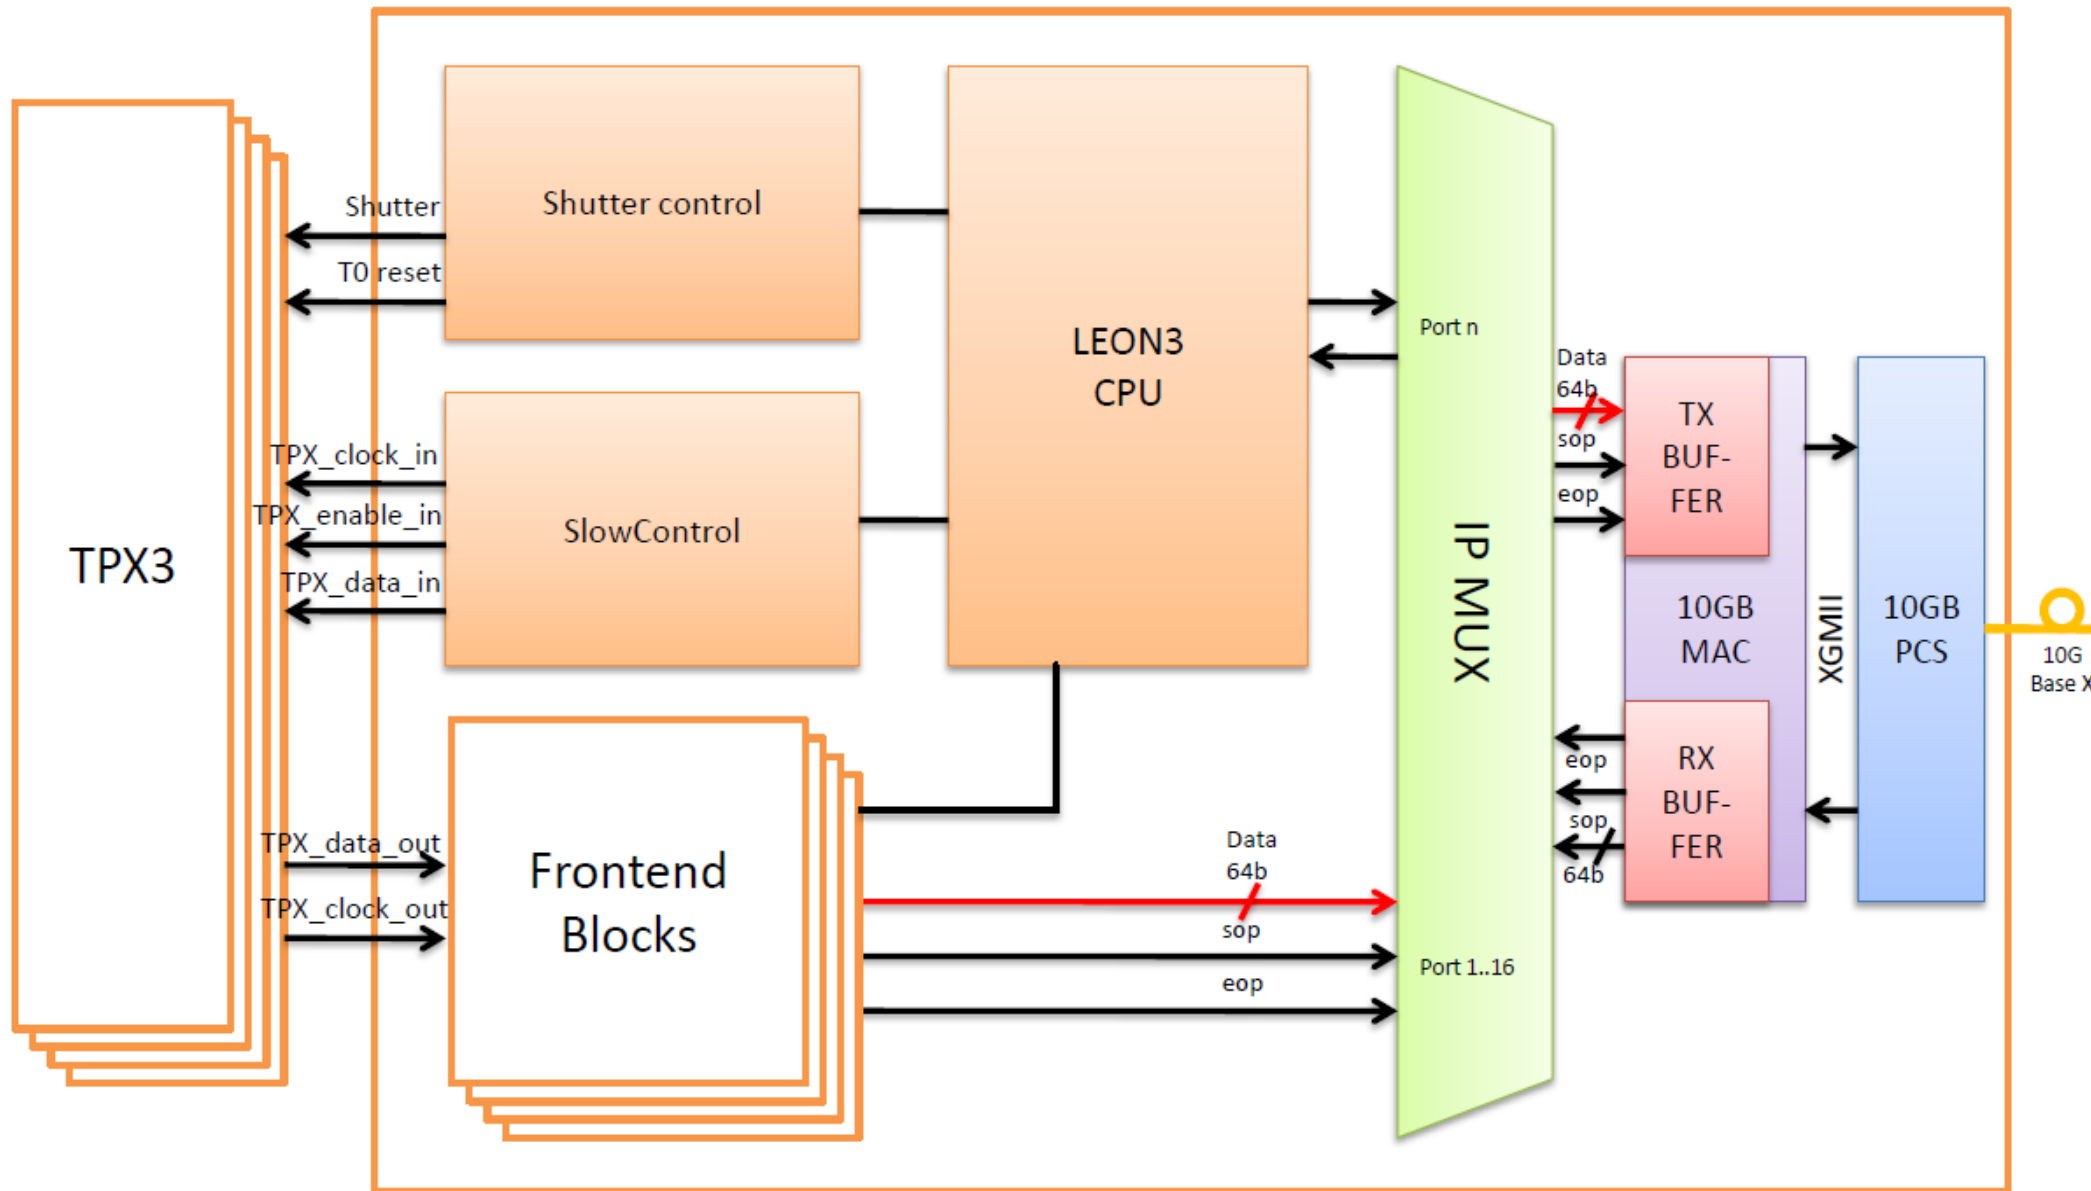 TPX3
Shutter
T0 reset
TPX_clock_in
TPX_enable_in
TPX_data_in
TPX_data_out
TPX_clock_out
Shutter control
SlowControl
Frontend
Blocks
LEON3
CPU
Data
64b
sop
eop
Port n
Port 1..16
IP MUX
Data
64b
sop
eop
eop
sop
64b
TX
BUF-
FER
10GB
MAC
RX
BUF-
FER
XGMII
10GB
PCS
10G
Base X